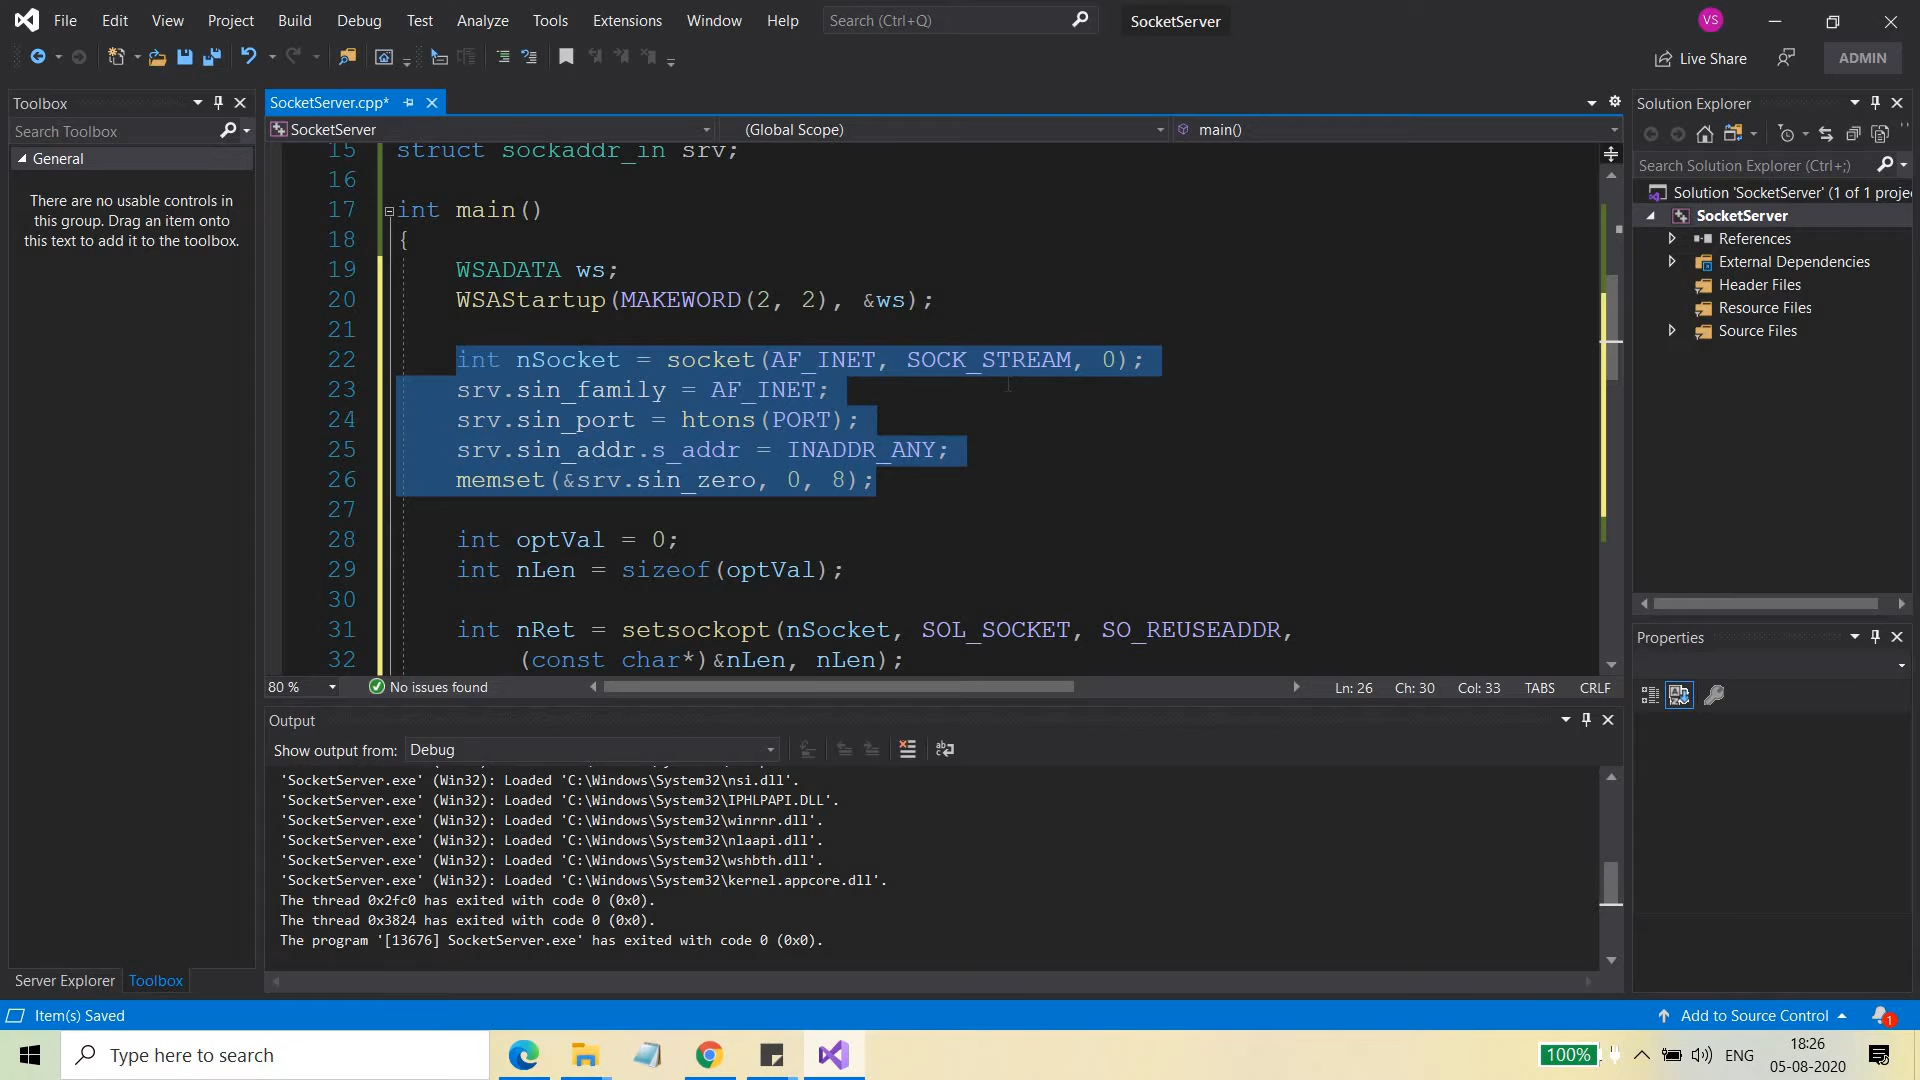 File Edit View Project Build Debug Test Analyze Tools Extensions Window Help Search (Ctrl+Q) SocketServer VS
Live Share ADMIN
Toolbox
Search Toolbox
General
There are no usable controls in
this group. Drag an item onto
this text to add it to the toolbox.
Server Explorer Toolbox
SocketServer.cpp*
SocketServer (Global Scope) main()
15 struct sockaddr_in srv;
16
17 int main()
18 {
19 WSADATA ws;
20 WSAStartup(MAKEWORD(2, 2), &ws);
21
22 int nSocket = socket(AF_INET, SOCK_STREAM, 0);
23 srv.sin_family = AF_INET;
24 srv.sin_port = htons(PORT);
25 srv.sin_addr.s_addr = INADDR_ANY;
26 memset(&srv.sin_zero, 0, 8);
27
28 int optVal = 0;
29 int nLen = sizeof(optVal);
30
31 int nRet = setsockopt(nSocket, SOL_SOCKET, SO_REUSEADDR,
32 (const char*)&nLen, nLen);
80 % No issues found Ln: 26 Ch: 30 Col: 33 TABS CRLF
Output
Show output from: Debug
'SocketServer.exe' (Win32): Loaded 'C:\Windows\System32\nsi.dll'.
'SocketServer.exe' (Win32): Loaded 'C:\Windows\System32\IPHLPAPI.DLL'.
'SocketServer.exe' (Win32): Loaded 'C:\Windows\System32\winrnr.dll'.
'SocketServer.exe' (Win32): Loaded 'C:\Windows\System32\nlaapi.dll'.
'SocketServer.exe' (Win32): Loaded 'C:\Windows\System32\wshbth.dll'.
'SocketServer.exe' (Win32): Loaded 'C:\Windows\System32\kernel.appcore.dll'.
The thread 0x2fc0 has exited with code 0 (0x0).
The thread 0x3824 has exited with code 0 (0x0).
The program '[13676] SocketServer.exe' has exited with code 0 (0x0).
Solution Explorer
Search Solution Explorer (Ctrl+;)
Solution 'SocketServer' (1 of 1 proje
SocketServer
References
External Dependencies
Header Files
Resource Files
Source Files
Properties
Item(s) Saved Add to Source Control 1
Type here to search 100% ENG 18:26
05-08-2020